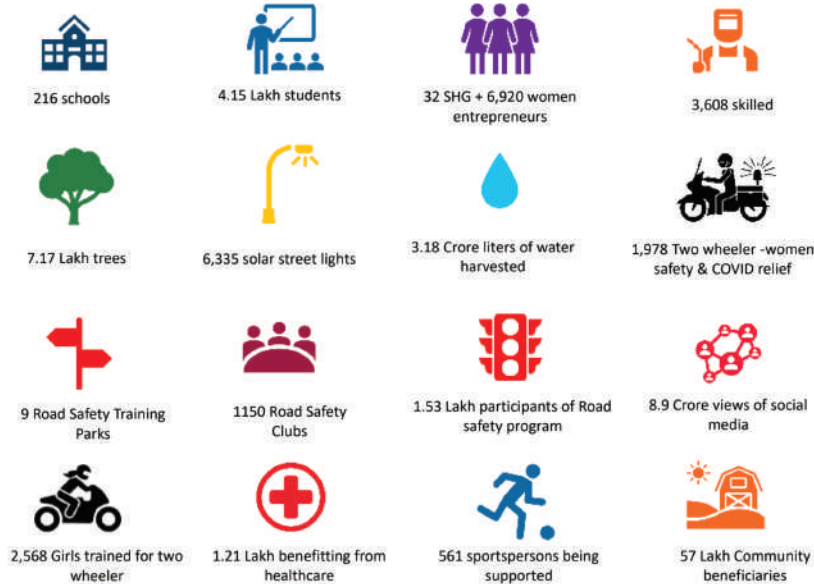 216 schools
4.15 Lakh students
32 SHG + 6,920 women
entrepreneurs
3,608 skilled
7.17 Lakh trees
6,335 solar street lights
3.18 Crore liters of water
harvested
1,978 Two wheeler -women
safety & COVID relief
9 Road Safety Training
Parks
1150 Road Safety
Clubs
1.53 Lakh participants of Road
safety program
8.9 Crore views of social
media
2,568 Girls trained for two
wheeler
1.21 Lakh benefitting from
healthcare
561 sportspersons being
supported
57 Lakh Community
beneficiaries